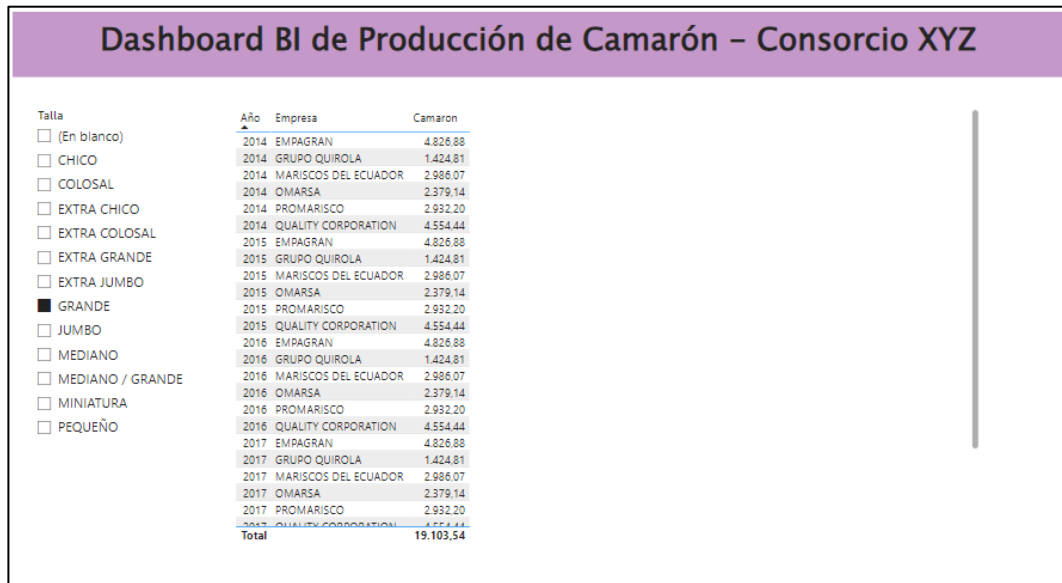 Dashboard BI de Producción de Camarón – Consorcio XYZ
Talla
(En blanco)
CHICO
COLOSAL
EXTRA CHICO
EXTRA COLOSAL
EXTRA GRANDE
EXTRA JUMBO
GRANDE
JUMBO
MEDIANO
MEDIANO / GRANDE
MINIATURA
PEQUEÑO
Año Empresa Camaron
2014 EMPAGRAN 4.826,88
2014 GRUPO QUIROLA 1.424,81
2014 MARISCOS DEL ECUADOR 2.986,07
2014 OMARSA 2.379,14
2014 PROMARISCO 2.932,20
2014 QUALITY CORPORATION 4.554,44
2015 EMPAGRAN 4.826,88
2015 GRUPO QUIROLA 1.424,81
2015 MARISCOS DEL ECUADOR 2.986,07
2015 OMARSA 2.379,14
2015 PROMARISCO 2.932,20
2015 QUALITY CORPORATION 4.554,44
2016 EMPAGRAN 4.826,88
2016 GRUPO QUIROLA 1.424,81
2016 MARISCOS DEL ECUADOR 2.986,07
2016 OMARSA 2.379,14
2016 PROMARISCO 2.932,20
2016 QUALITY CORPORATION 4.554,44
2017 EMPAGRAN 4.826,88
2017 GRUPO QUIROLA 1.424,81
2017 MARISCOS DEL ECUADOR 2.986,07
2017 OMARSA 2.379,14
2017 PROMARISCO 2.932,20
2017 QUALITY CORPORATION 4.554,44
Total 19.103,54